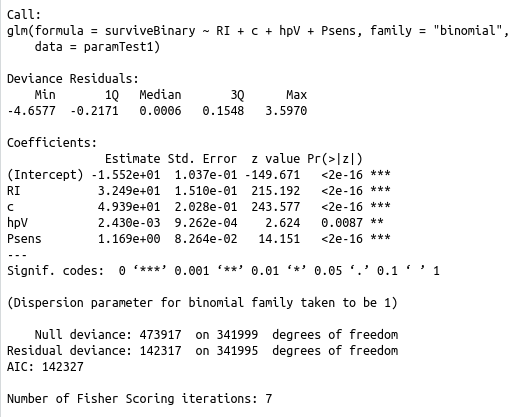 Call:
glm(formula = surviveBinary ~ RI + c + hpV + Psens, family = "binomial",
    data = paramTest1)
Deviance Residuals:
    Min      1Q  Median      3Q     Max
-4.6577 -0.2171  0.0006  0.1548  3.5970
Coefficients:
              Estimate Std. Error  z value Pr(>|z|)
(Intercept) -1.552e+01  1.037e-01 -149.671   <2e-16 ***
RI           3.249e+01  1.510e-01  215.192   <2e-16 ***
c            4.939e+01  2.028e-01  243.577   <2e-16 ***
hpV          2.430e-03  9.262e-04    2.624   0.0087 **
Psens        1.169e+00  8.264e-02   14.151   <2e-16 ***
---
Signif. codes:  0 ‘***’ 0.001 ‘**’ 0.01 ‘*’ 0.05 ‘.’ 0.1 ‘ ’ 1
(Dispersion parameter for binomial family taken to be 1)
    Null deviance: 473917  on 341999  degrees of freedom
Residual deviance: 142317  on 341995  degrees of freedom
AIC: 142327
Number of Fisher Scoring iterations: 7